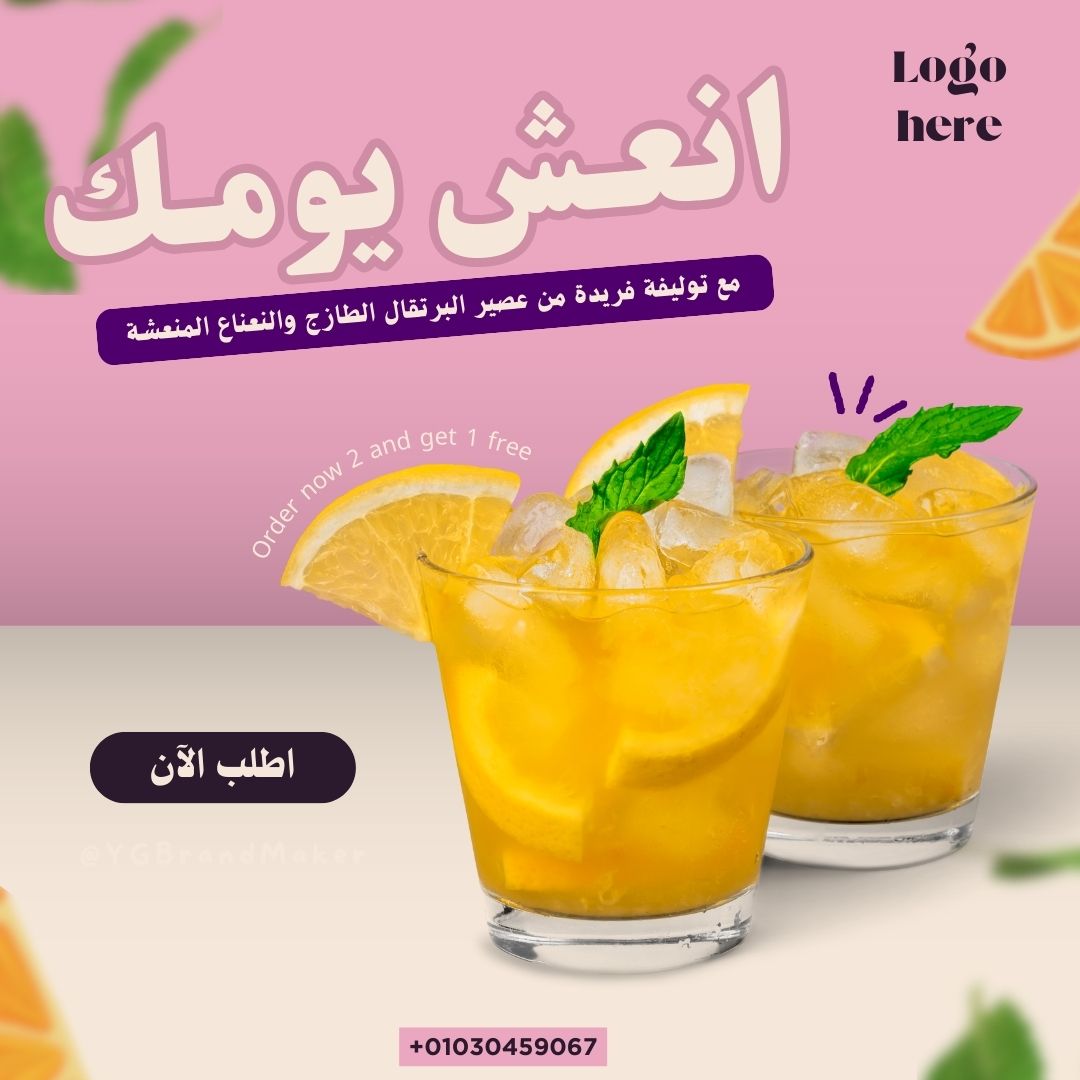 Logo
here
انعش يومك
مع توليفة فريدة من عصير البرتقال الطازج والنعناع المنعشة
Order now 2 and get 1 free
اطلب الآن
@YGBrandMaker
+01030459067